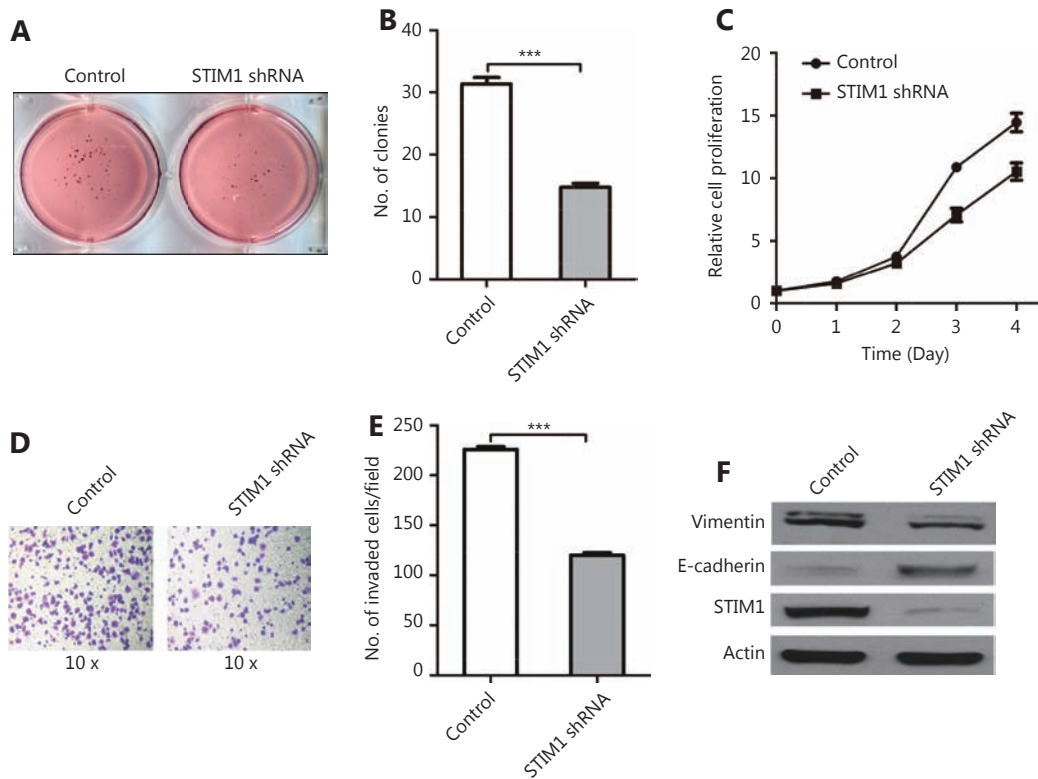 A
Control STIM1 shRNA
B
No. of clonies
40
30
20
10
0
***
Control
STIM1 shRNA
C
Relative cell proliferation
20
15
10
5
0
Control
STIM1 shRNA
0 1 2 3 4
Time (Day)
D
Control
STIM1 shRNA
10 x 10 x
E
No. of invaded cells/field
250
200
150
100
50
0
***
Control
STIM1 shRNA
F
Control
STIM1 shRNA
Vimentin
E-cadherin
STIM1
Actin